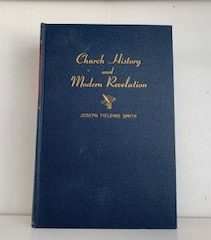 Church History
and
Modern Revelation
JOSEPH FIELDING SMITH